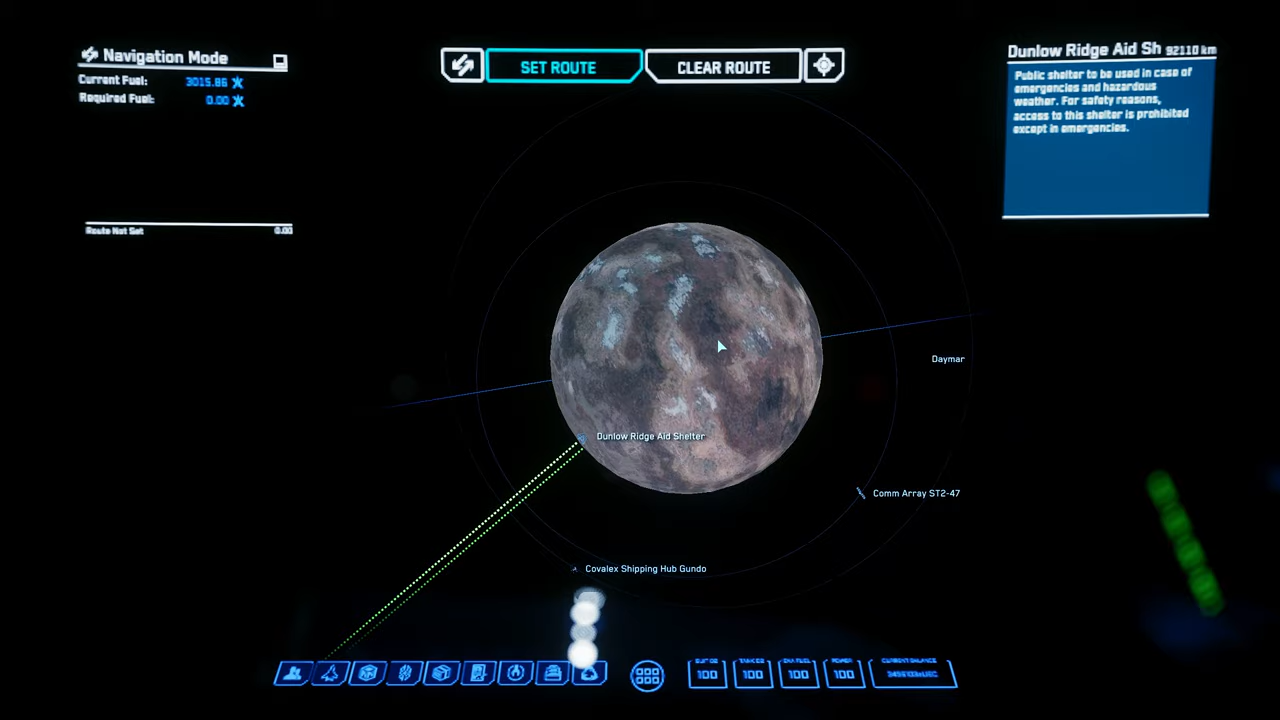 Navigation Mode
Current Fuel: 3015.86
Required Fuel: 0.00
Route Not Set 0.00
SET ROUTE
CLEAR ROUTE
Dunlow Ridge Aid Sh 92110 km
Public shelter to be used in case of
emergencies and hazardous
weather. For safety reasons,
access to this shelter is prohibited
except in emergencies.
Daymar
Dunlow Ridge Aid Shelter
Comm Array ST2-47
Covalex Shipping Hub Gundo
100
100
100
100
CURRENT BALANCE